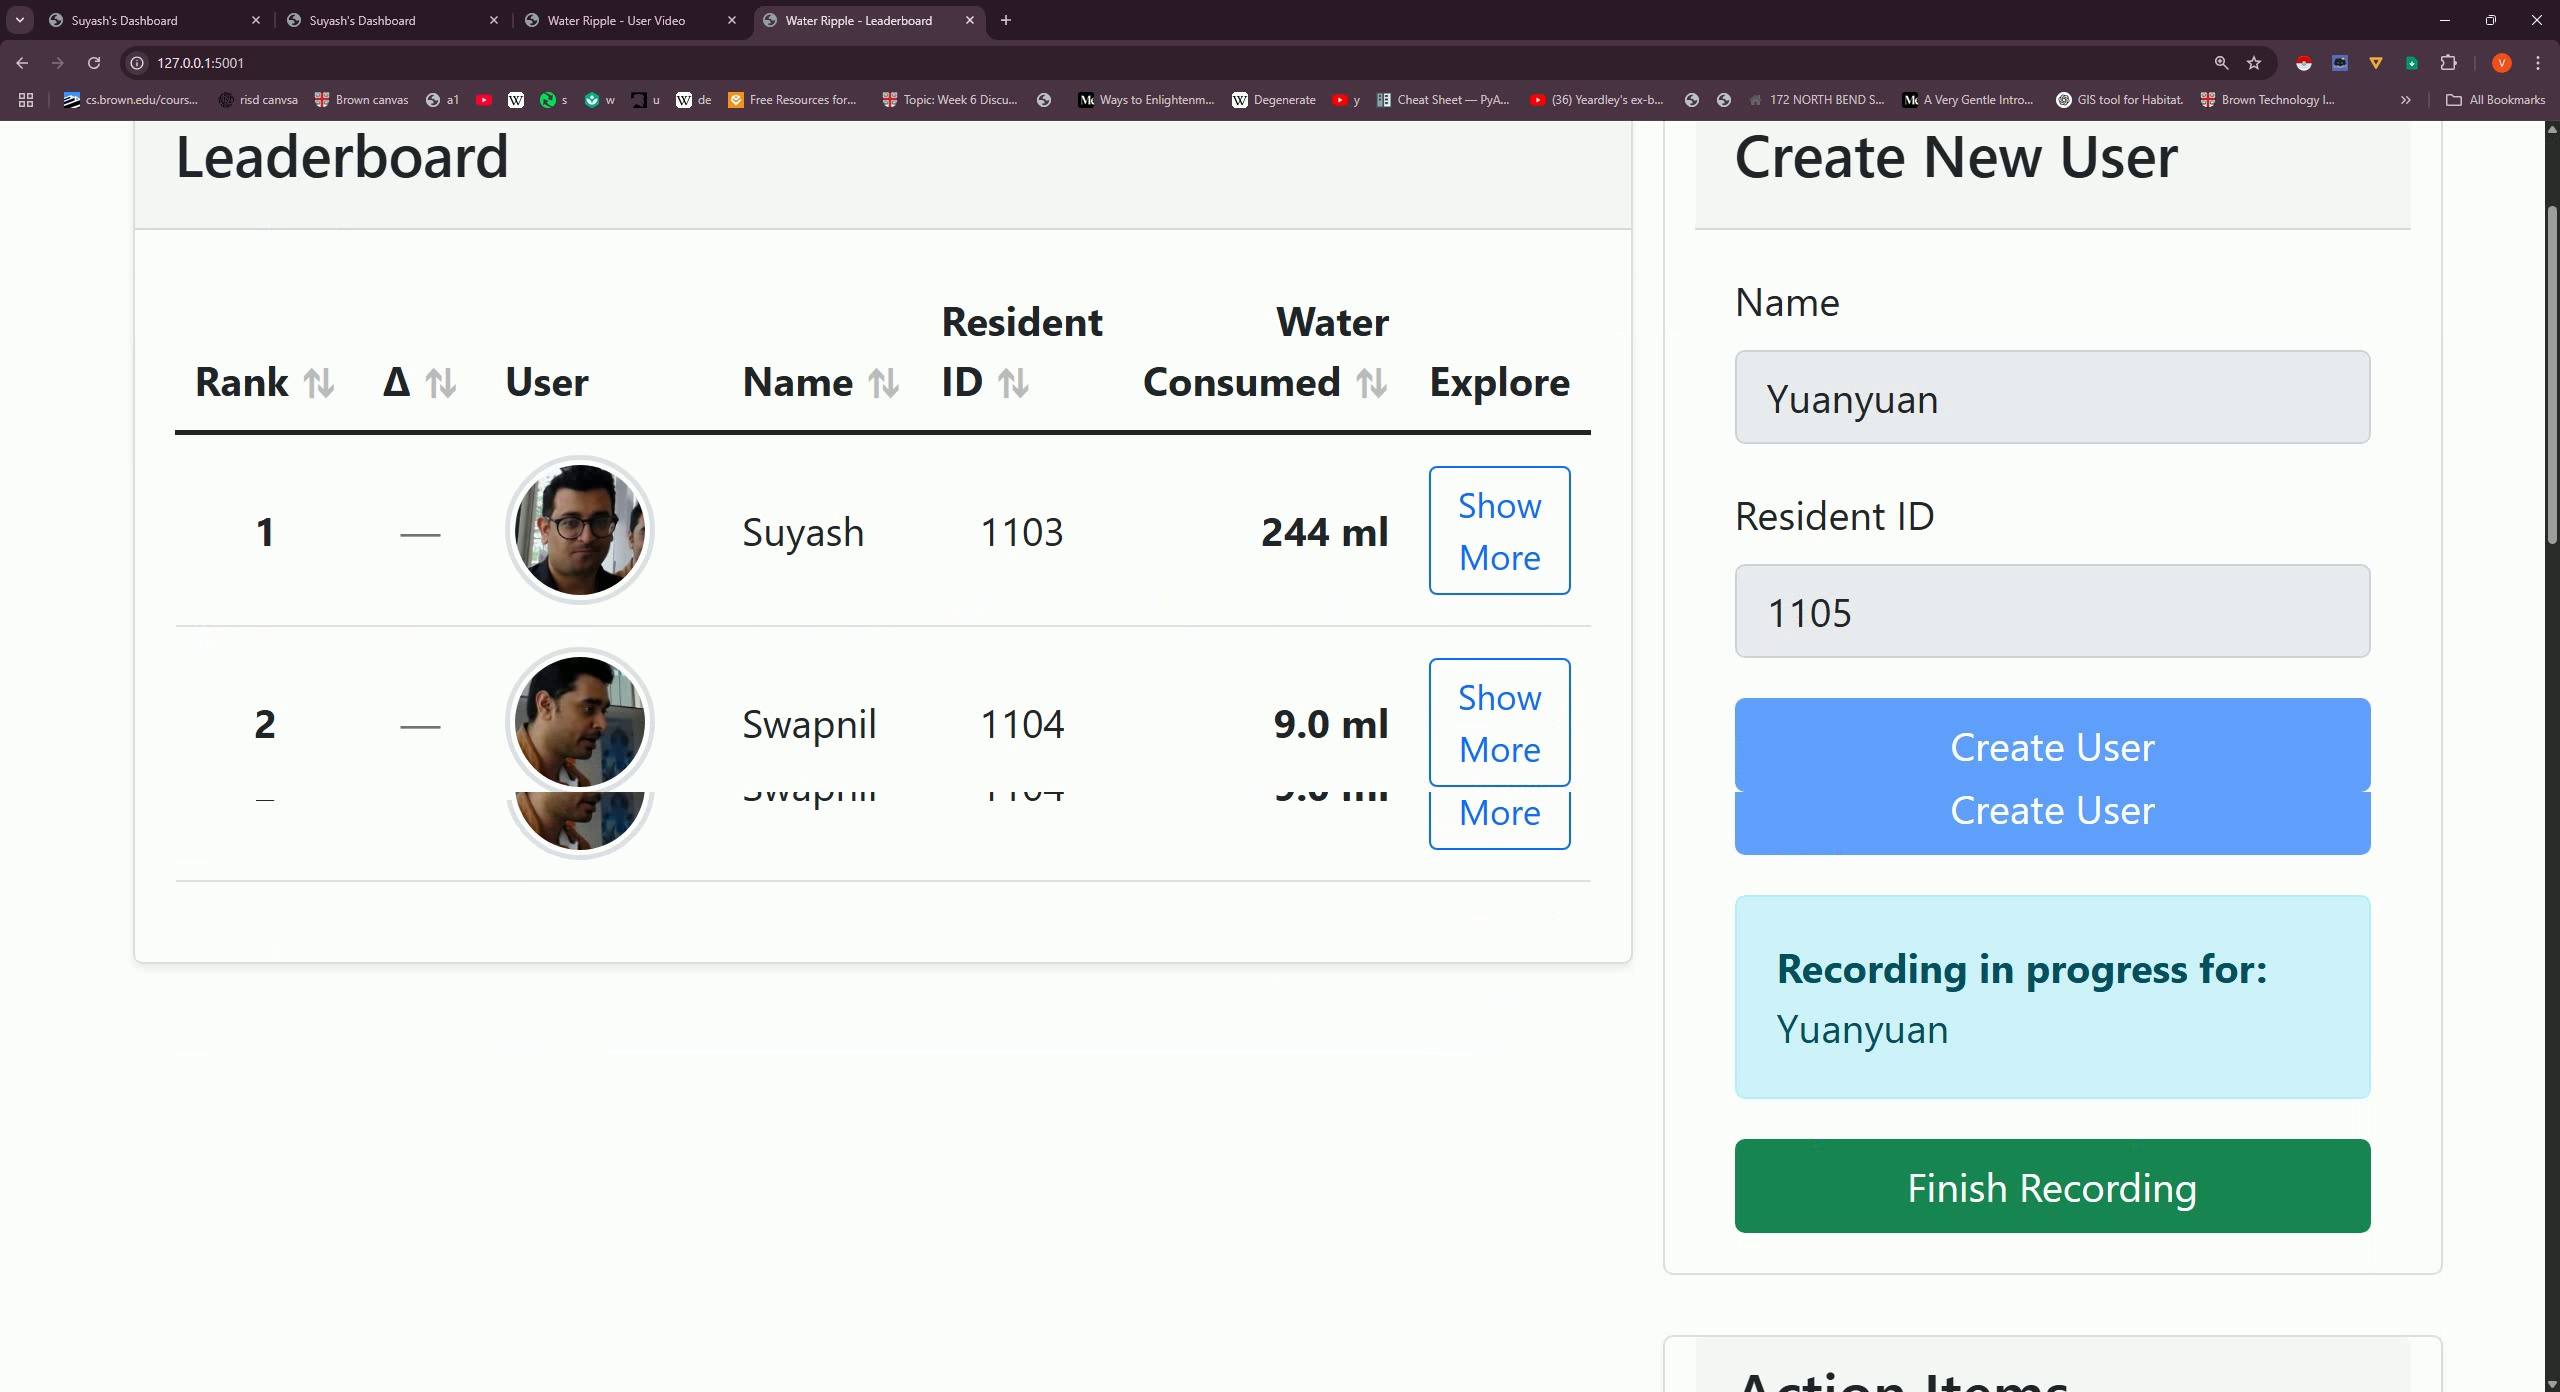 Suyash's Dashboard
Suyash's Dashboard
Water Ripple - User Video
Water Ripple - Leaderboard
127.0.0.1:5001
V
cs.brown.edu/cours...
risd canvsa
Brown canvas
a1
s
w
u
de
Free Resources for...
Topic: Week 6 Discu...
Ways to Enlightenm...
Degenerate
y
Cheat Sheet — PyA...
(36) Yeardley's ex-b...
172 NORTH BEND S...
A Very Gentle Intro...
GIS tool for Habitat.
Brown Technology I...
All Bookmarks
Leaderboard
Rank Δ User Name Resident ID Water Consumed Explore
1 — Suyash 1103 244 ml Show More
2 — Swapnil 1104 9.0 ml Show More
More
Create New User
Name
Yuanyuan
Resident ID
1105
Create User
Create User
Recording in progress for:
Yuanyuan
Finish Recording
Action Items